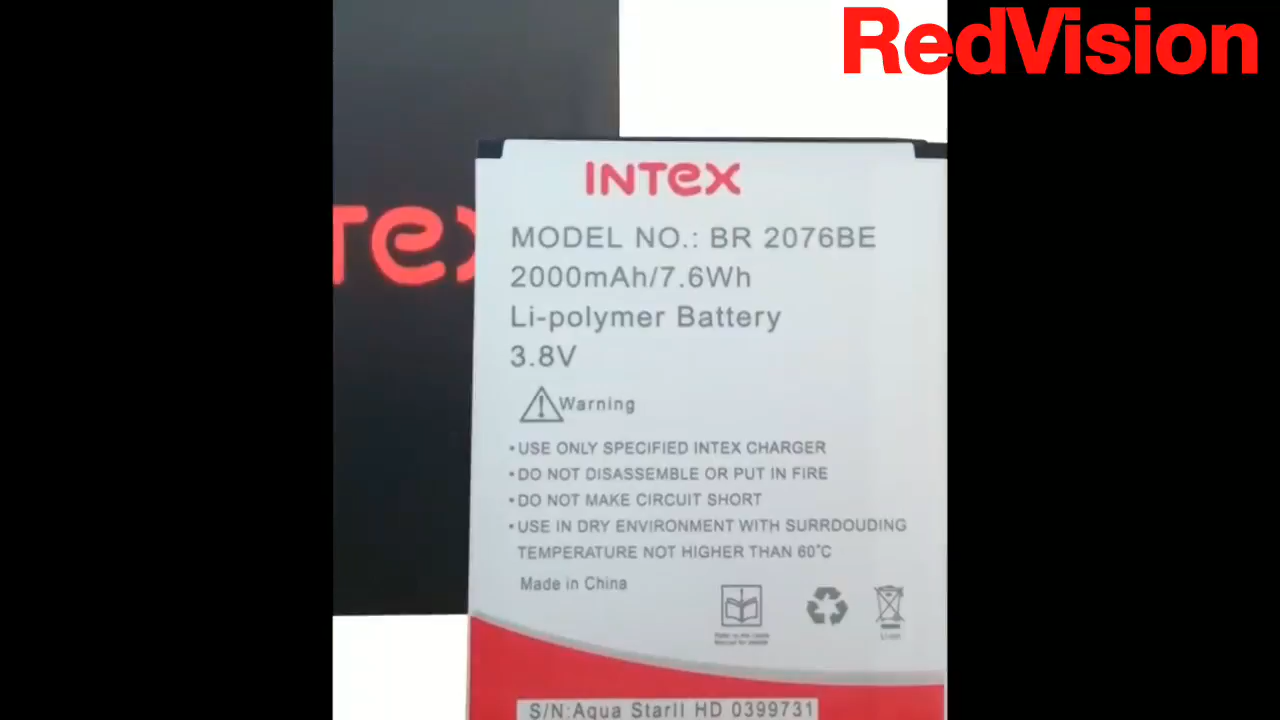 RedVision
TEX
INTEX
MODEL NO.: BR 2076BE
2000mAh/7.6Wh
Li-polymer Battery
3.8V
Warning
•USE ONLY SPECIFIED INTEX CHARGER
•DO NOT DISASSEMBLE OR PUT IN FIRE
•DO NOT MAKE CIRCUIT SHORT
•USE IN DRY ENVIRONMENT WITH SURRDOUDING
TEMPERATURE NOT HIGHER THAN 60°C
Made in China
Li-ion
S/N:Aqua StarII HD 0399731